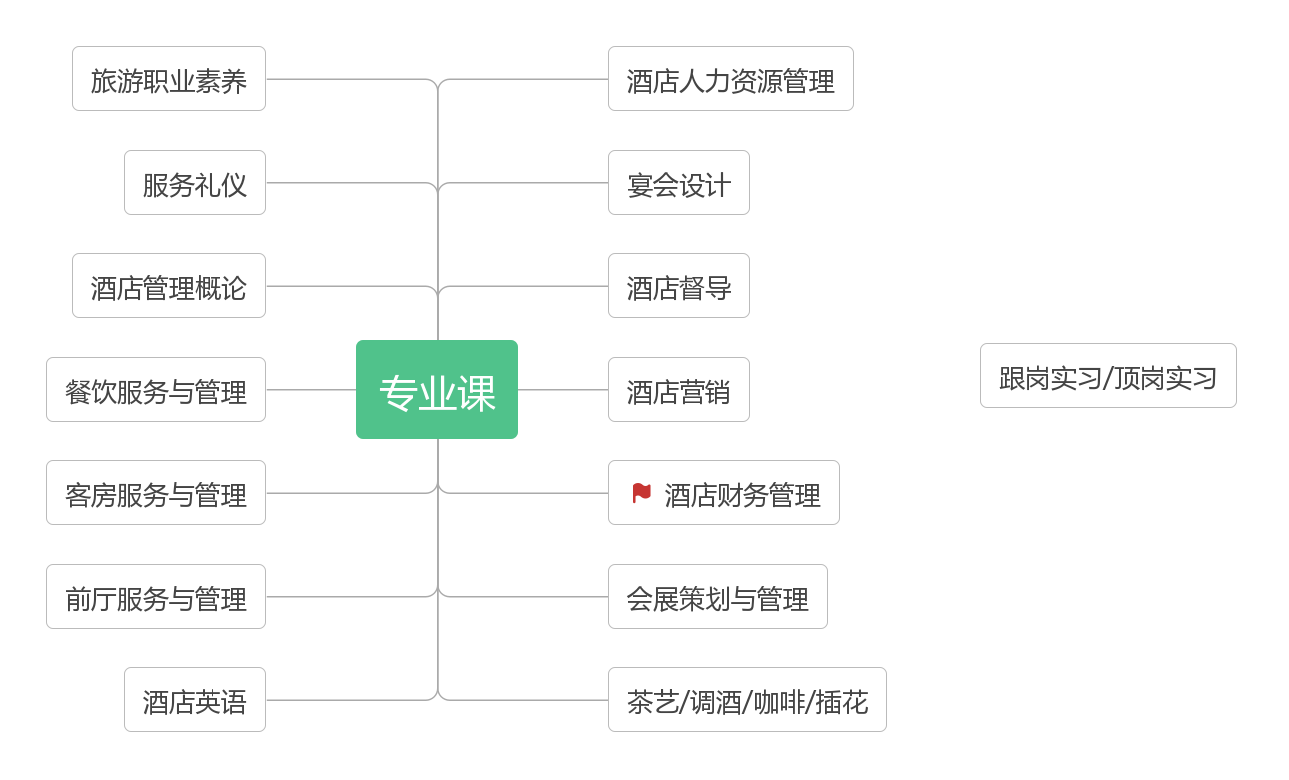 旅游职业素养
服务礼仪
酒店管理概论
餐饮服务与管理
客房服务与管理
前厅服务与管理
酒店英语
专业课
酒店人力资源管理
宴会设计
酒店督导
酒店营销
酒店财务管理
会展策划与管理
茶艺/调酒/咖啡/插花
跟岗实习/顶岗实习